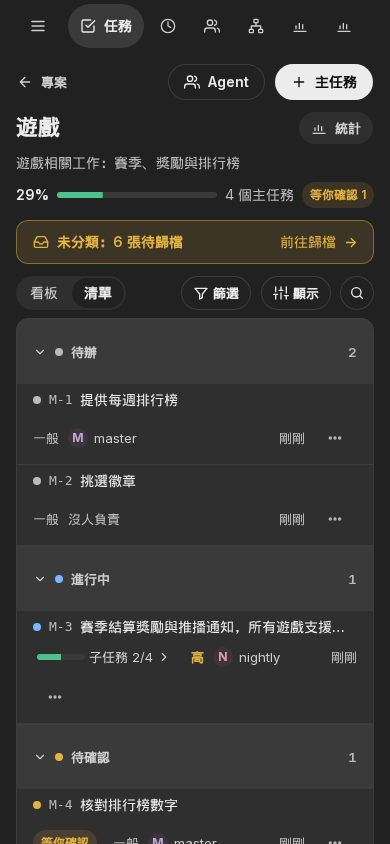 任務
專案
Agent
主任務
遊戲
統計
遊戲相關工作: 賽季、獎勵與排行榜
29% 4 個主任務 等你確認 1
未分類: 6 張待歸檔 前往歸檔 →
看板 清單 篩選 顯示
待辦 2
M-1 提供每週排行榜
一般 M master 剛剛 •••
M-2 挑選徽章
一般 沒人負責 剛剛 •••
進行中 1
M-3 賽季結算獎勵與推播通知, 所有遊戲支援…
子任務 2/4 高 N nightly 剛剛
•••
待確認 1
M-4 核對排行榜數字
等你確認 一般 M master 剛剛 •••